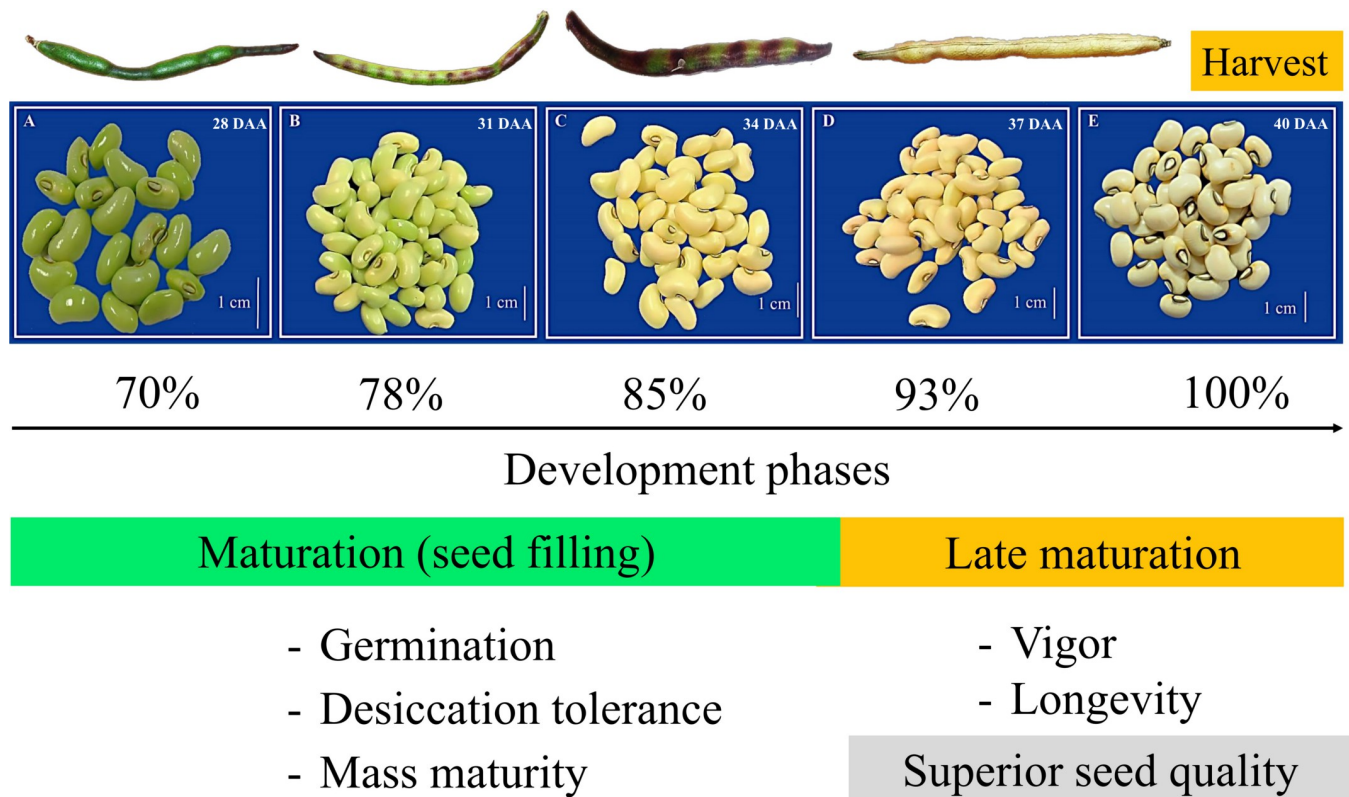 Harvest
A 28 DAA
B 31 DAA
C 34 DAA
D 37 DAA
E 40 DAA
1 cm
1 cm
1 cm
1 cm
1 cm
70% 78% 85% 93% 100%
Development phases
Maturation (seed filling)
Late maturation
- Germination
- Desiccation tolerance
- Mass maturity
- Vigor
- Longevity
Superior seed quality